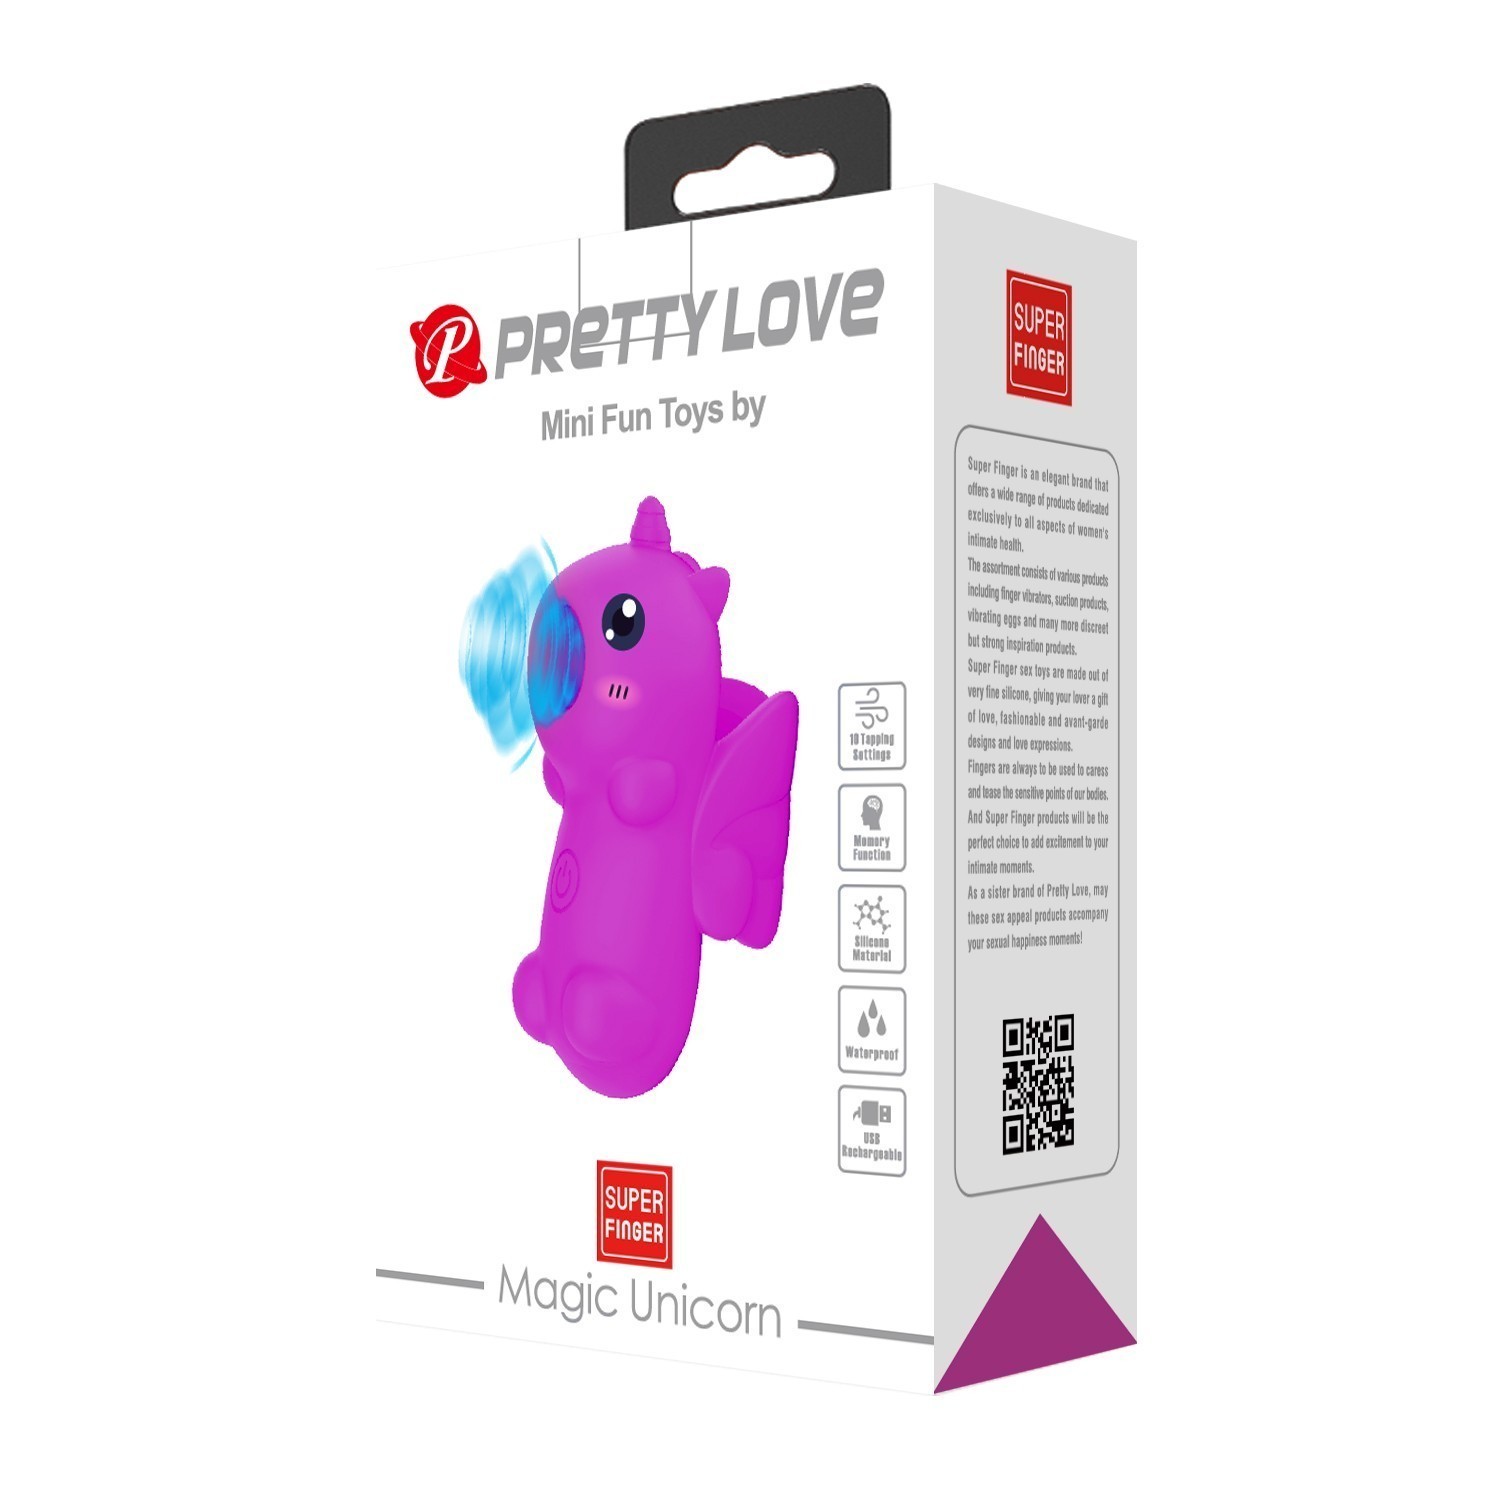 P PRETTY LOVE
Mini Fun Toys by
10 Tapping
Settings
Memory
Function
Silicone
Material
Waterproof
USB
Rechargeable
SUPER
FINGER
Magic Unicorn
SUPER
FINGER
Super Finger is an elegant brand that
offers a wide range of products dedicated
exclusively to all aspects of women's
intimate health.
The assortment consists of various products
including finger vibrators, suction products,
vibrating eggs and many more discreet
but strong inspiration products.
Super Finger sex toys are made out of
very fine silicone, giving your lover a gift
of love, fashionable and avant-garde
designs and love expressions.
Fingers are always to be used to caress
and tease the sensitive points of our bodies.
And Super Finger products will be the
perfect choice to add excitement to your
intimate moments.
As a sister brand of Pretty Love, may
these sex appeal products accompany
your sexual happiness moments!